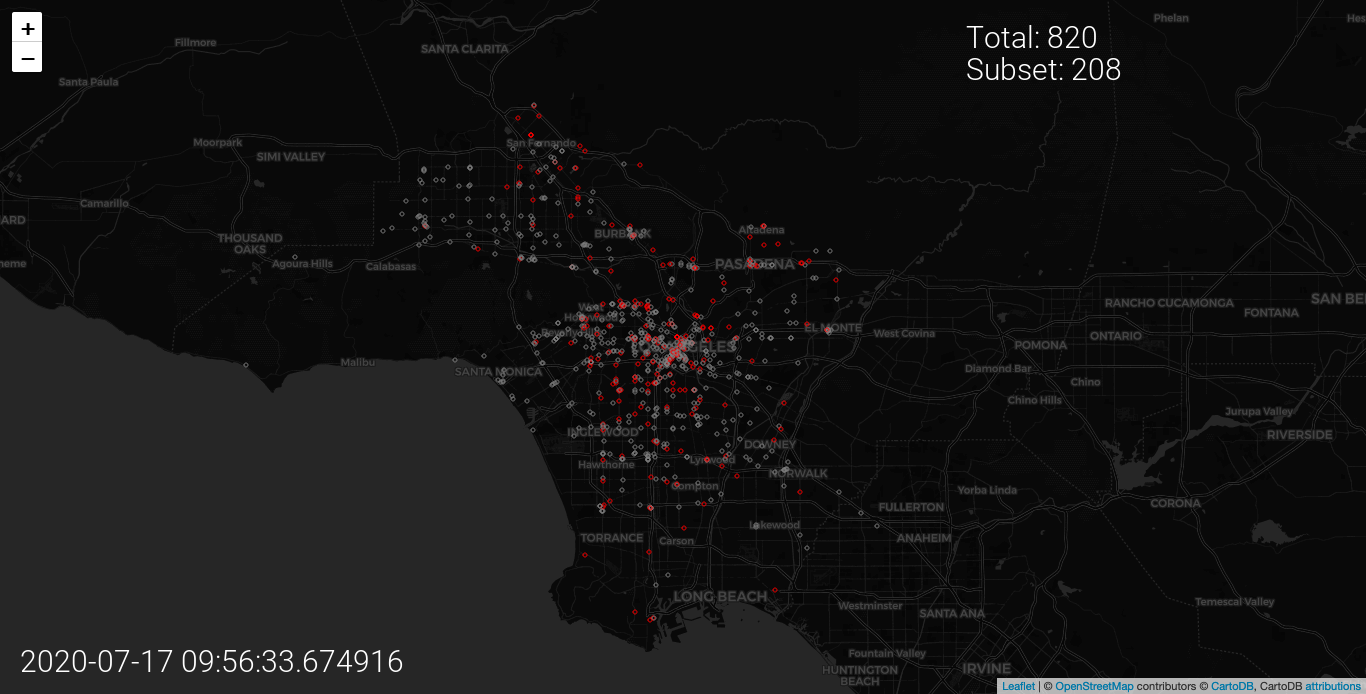 +
−
Total: 820
Subset: 208
Phelan
Fillmore
SANTA CLARITA
Santa Paula
Moorpark
San Fernando
SIMI VALLEY
Camarillo
ARD
THOUSAND
OAKS
BURBANK
Altadena
Agoura Hills
Calabasas
PASADENA
RANCHO CUCAMONGA
SAN BE
FONTANA
West
Hollywood
EL MONTE
West Covina
ONTARIO
POMONA
Malibu
SANTA MONICA
Diamond Bar
Chino
Chino Hills
Jurupa Valley
INGLEWOOD
RIVERSIDE
DOWNEY
Hawthorne
Lynwood
NORWALK
Compton
Yorba Linda
CORONA
FULLERTON
Lakewood
TORRANCE
Carson
ANAHEIM
LONG BEACH
Westminster
SANTA ANA
Temescal Valley
Fountain Valley
HUNTINGTON
BEACH
IRVINE
2020-07-17 09:56:33.674916
Leaflet | © OpenStreetMap contributors © CartoDB, CartoDB attributions